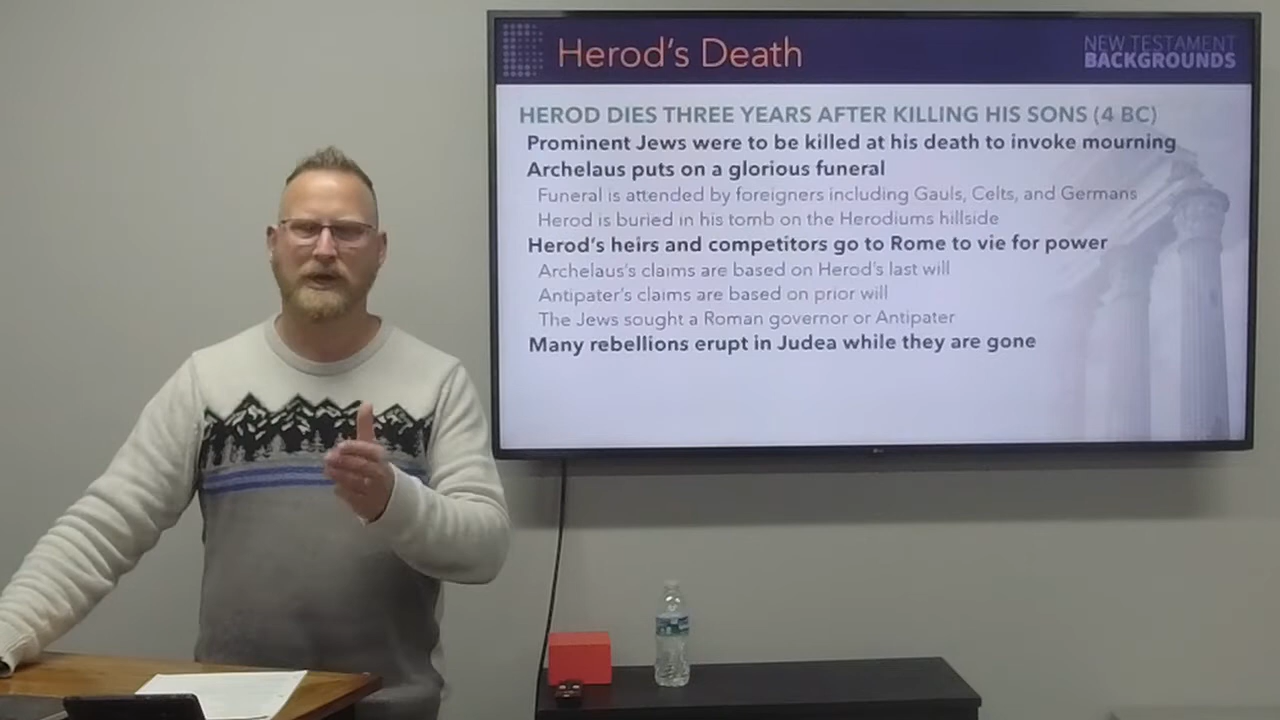 Herod's Death
NEW TESTAMENT
BACKGROUNDS
HEROD DIES THREE YEARS AFTER KILLING HIS SONS (4 BC)
Prominent Jews were to be killed at his death to invoke mourning
Archelaus puts on a glorious funeral
Funeral is attended by foreigners including Gauls, Celts, and Germans
Herod is buried in his tomb on the Herodiums hillside
Herod's heirs and competitors go to Rome to vie for power
Archelaus's claims are based on Herod's last will
Antipater's claims are based on prior will
The Jews sought a Roman governor or Antipater
Many rebellions erupt in Judea while they are gone